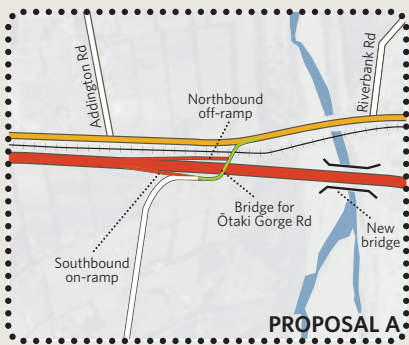 Addington Rd
Riverbank Rd
Northbound
off-ramp
Bridge for
Ōtaki Gorge Rd
New
bridge
Southbound
on-ramp
PROPOSAL A